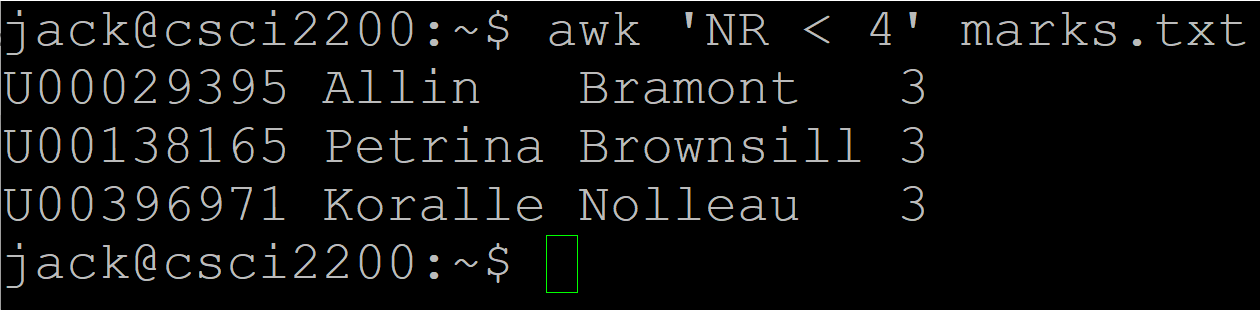 jack@csci2200:~$ awk 'NR < 4' marks.txt
U00029395 Allin   Bramont   3
U00138165 Petrina Brownsill 3
U00396971 Koralle Nolleau   3
jack@csci2200:~$